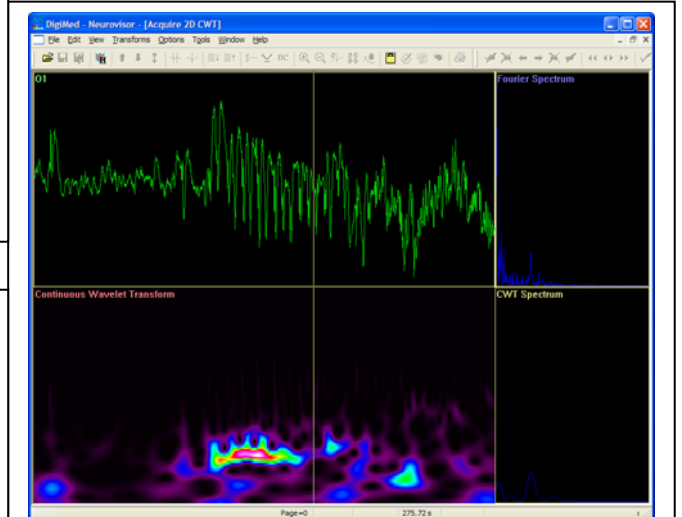 DigiMed - Neurovisor - [Acquire 2D CWT]
File Edit View Transforms Options Tools Window Help
DC
O1
Fourier Spectrum
Continuous Wavelet Transform
CWT Spectrum
Page=0 275.72 s